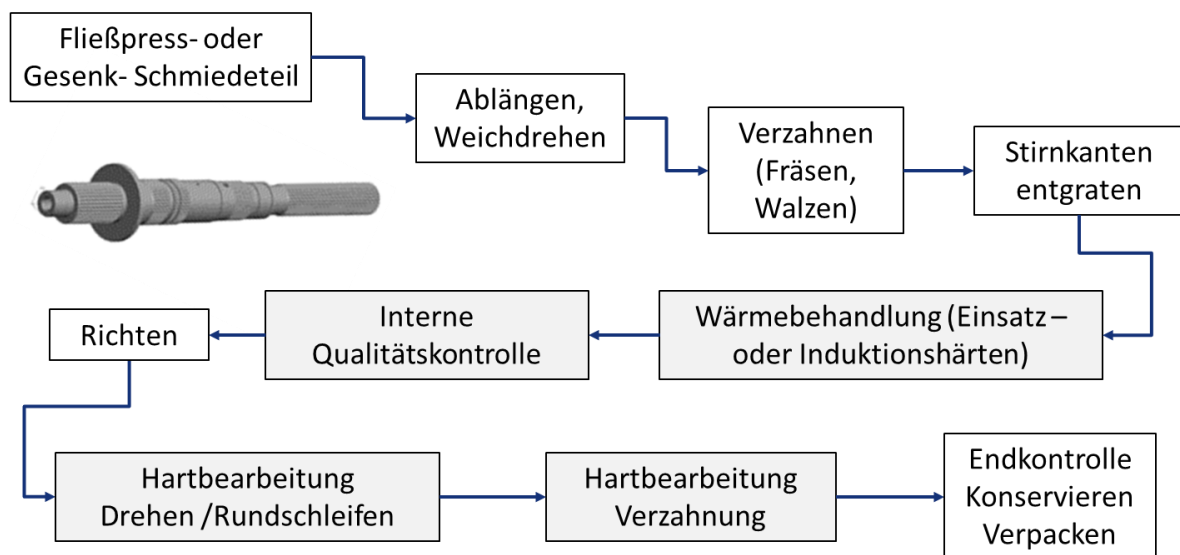 Fließpress- oder
Gesenk- Schmiedeteil
Ablängen,
Weichdrehen
Verzahnen
(Fräsen,
Walzen)
Stirnkanten
entgraten
Wärmebehandlung (Einsatz –
oder Induktionshärten)
Interne
Qualitätskontrolle
Richten
Hartbearbeitung
Drehen /Rundschleifen
Hartbearbeitung
Verzahnung
Endkontrolle
Konservieren
Verpacken